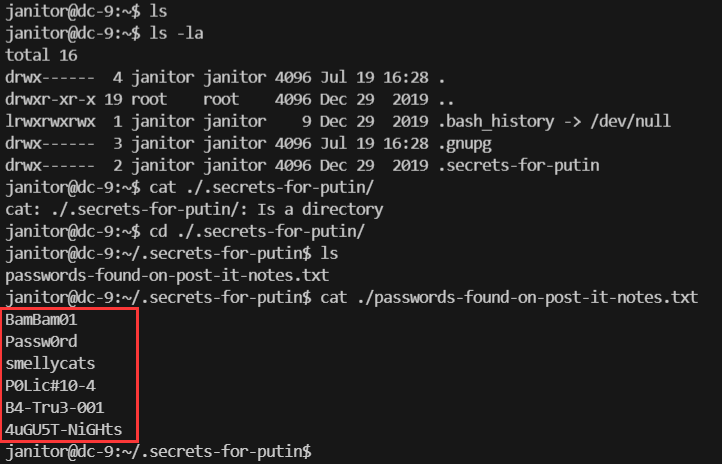 janitor@dc-9:~$ ls
janitor@dc-9:~$ ls -la
total 16
drwx------  4 janitor janitor 4096 Jul 19 16:28 .
drwxr-xr-x 19 root    root    4096 Dec 29  2019 ..
lrwxrwxrwx  1 janitor janitor    9 Dec 29  2019 .bash_history -> /dev/null
drwx------  3 janitor janitor 4096 Jul 19 16:28 .gnupg
drwx------  2 janitor janitor 4096 Dec 29  2019 .secrets-for-putin
janitor@dc-9:~$ cat ./.secrets-for-putin/
cat: ./.secrets-for-putin/: Is a directory
janitor@dc-9:~$ cd ./.secrets-for-putin/
janitor@dc-9:~/.secrets-for-putin$ ls
passwords-found-on-post-it-notes.txt
janitor@dc-9:~/.secrets-for-putin$ cat ./passwords-found-on-post-it-notes.txt
BamBam01
Passw0rd
smellycats
P0Lic#10-4
B4-Tru3-001
4uGU5T-NiGHts
janitor@dc-9:~/.secrets-for-putin$